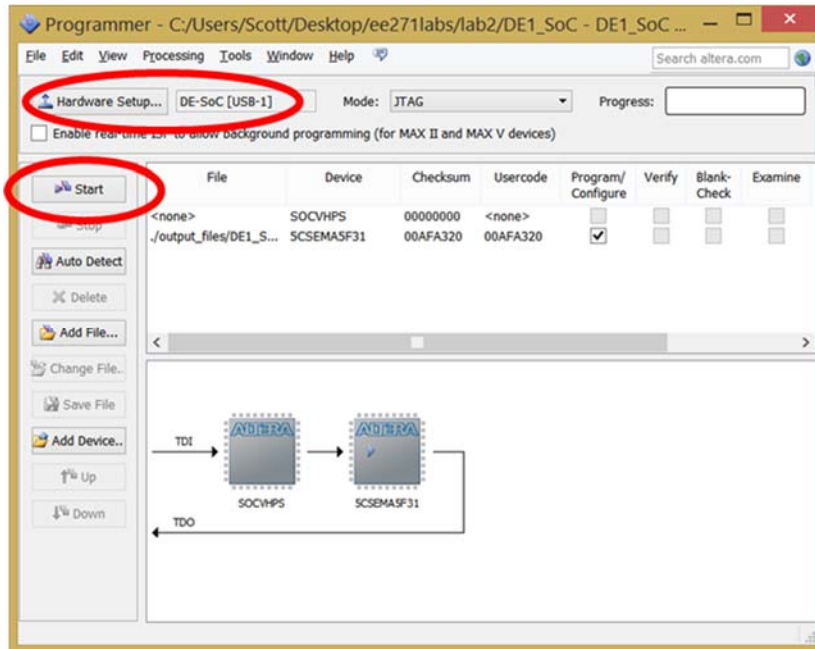 Programmer - C:/Users/Scott/Desktop/ee271labs/lab2/DE1_SoC - DE1_SoC ...
File Edit View Processing Tools Window Help
Search altera.com
Hardware Setup... DE-SoC [USB-1] Mode: JTAG Progress:
Enable real-time ISP to allow background programming (for MAX II and MAX V devices)
Start
Stop
Auto Detect
Delete
Add File...
Change File..
Save File
Add Device..
Up
Down
File Device Checksum Usercode Program/ Verify Blank- Examine
Configure Check
<none> SOCVHPS 00000000 <none>
./output_files/DE1_S... 5CSEMA5F31 00AFA320 00AFA320
ALTERA ALTERA
TDI
SOCVHPS 5CSEMA5F31
TDO